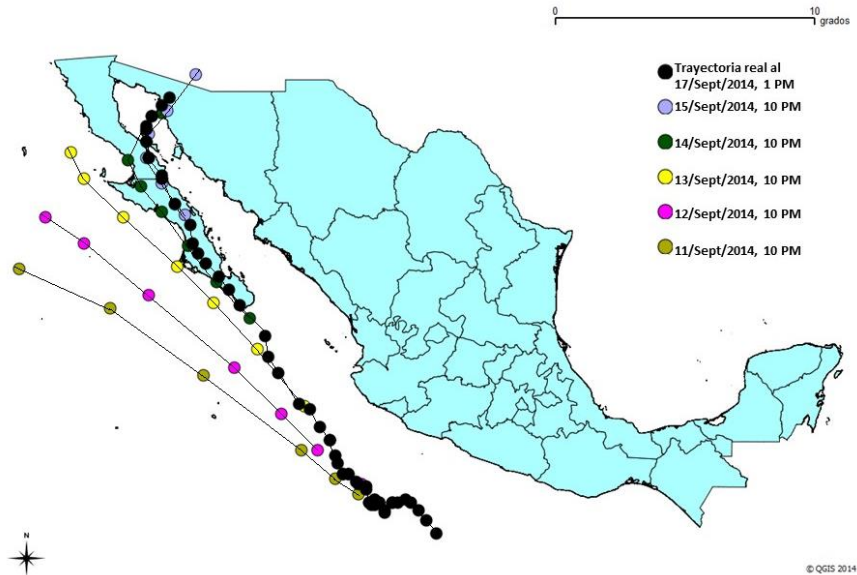 0 10
grados
Trayectoria real al
17/Sept/2014, 1 PM
15/Sept/2014, 10 PM
14/Sept/2014, 10 PM
13/Sept/2014, 10 PM
12/Sept/2014, 10 PM
11/Sept/2014, 10 PM
N
© QGIS 2014